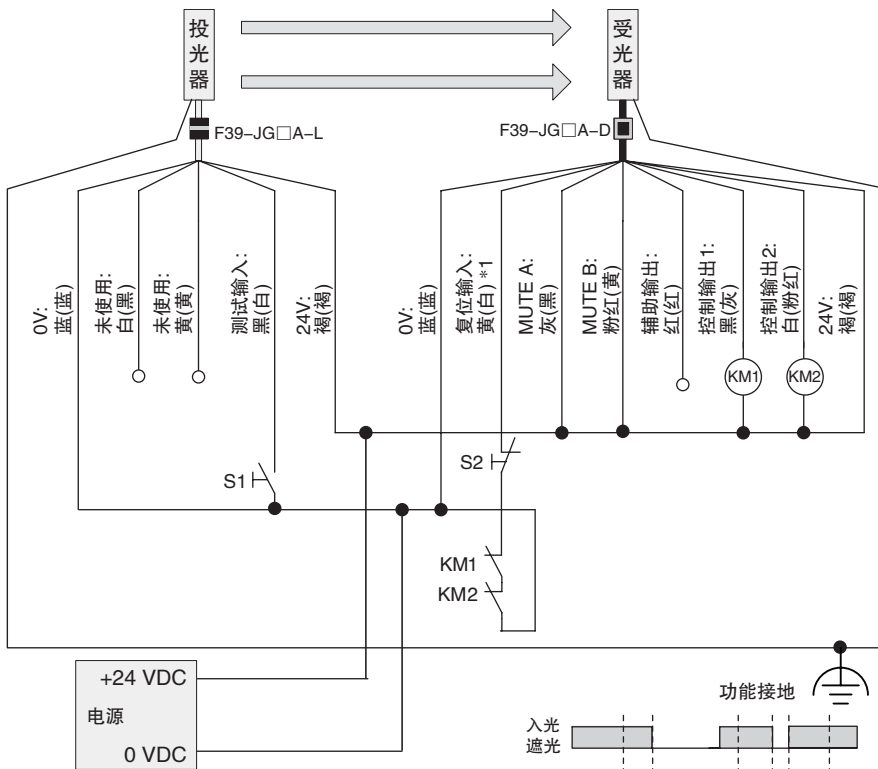 投光器
受光器
F39-JG□A-L
F39-JG□A-D
0V:
蓝(蓝)
未使用:
白(黑)
未使用:
黄(黄)
测试输入:
黑(白)
24V:
褐(褐)
0V:
蓝(蓝)
复位输入:
黄(白) *1
MUTE A:
灰(黑)
MUTE B:
粉红(黄)
辅助输出:
红(红)
控制输出1:
黑(灰)
控制输出2:
白(粉红)
24V:
褐(褐)
KM1
KM2
S1
S2
KM1
KM2
+24 VDC
电源
0 VDC
功能接地
入光
遮光